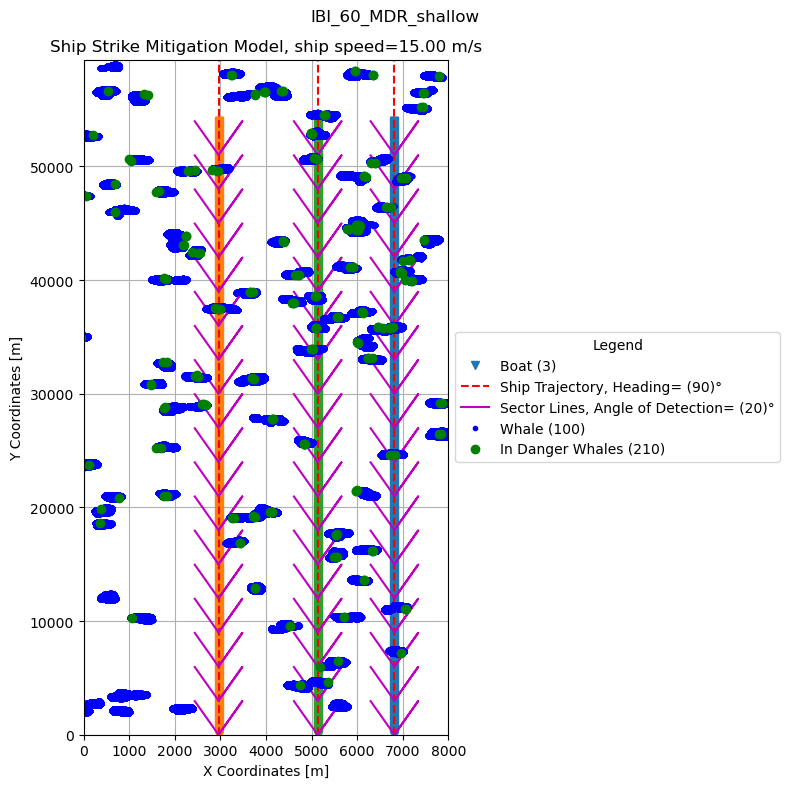 IBI_60_MDR_shallow
Ship Strike Mitigation Model, ship speed=15.00 m/s
50000
40000
30000
20000
10000
0
Y Coordinates [m]
0 1000 2000 3000 4000 5000 6000 7000 8000
X Coordinates [m]
Legend
Boat (3)
Ship Trajectory, Heading= (90)°
Sector Lines, Angle of Detection= (20)°
Whale (100)
In Danger Whales (210)